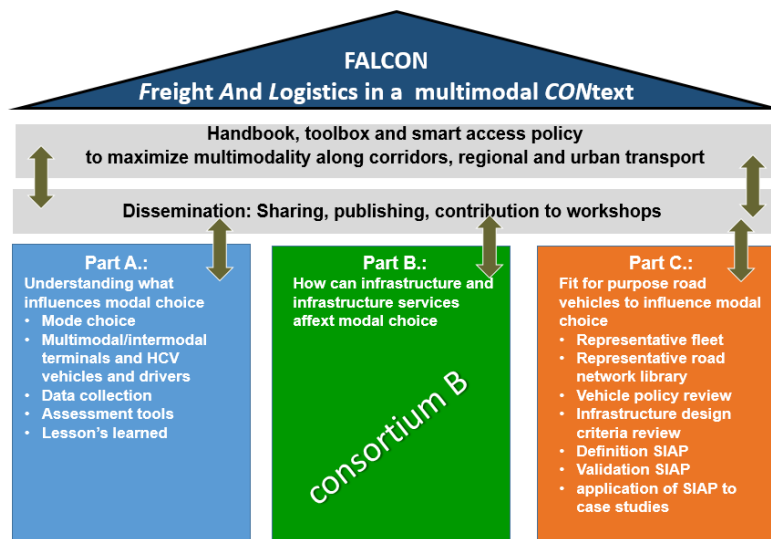 FALCON
Freight And Logistics in a multimodal CONtext
Handbook, toolbox and smart access policy
to maximize multimodality along corridors, regional and urban transport
Dissemination: Sharing, publishing, contribution to workshops
Part A.:
Understanding what
influences modal choice
• Mode choice
• Multimodal/intermodal
terminals and HCV
vehicles and drivers
• Data collection
• Assessment tools
• Lesson's learned
Part B.:
How can infrastructure and
infrastructure services
affext modal choice
consortium B
Part C.:
Fit for purpose road
vehicles to influence modal
choice
• Representative fleet
• Representative road
network library
• Vehicle policy review
• Infrastructure design
criteria review
• Definition SIAP
• Validation SIAP
• application of SIAP to
case studies